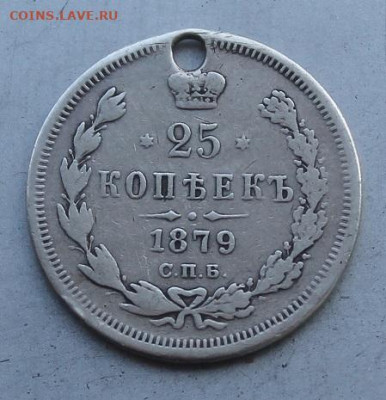 COINS.LAVE.RU
* 25 *
КОПѢЕКЪ
1879
С.П.Б.